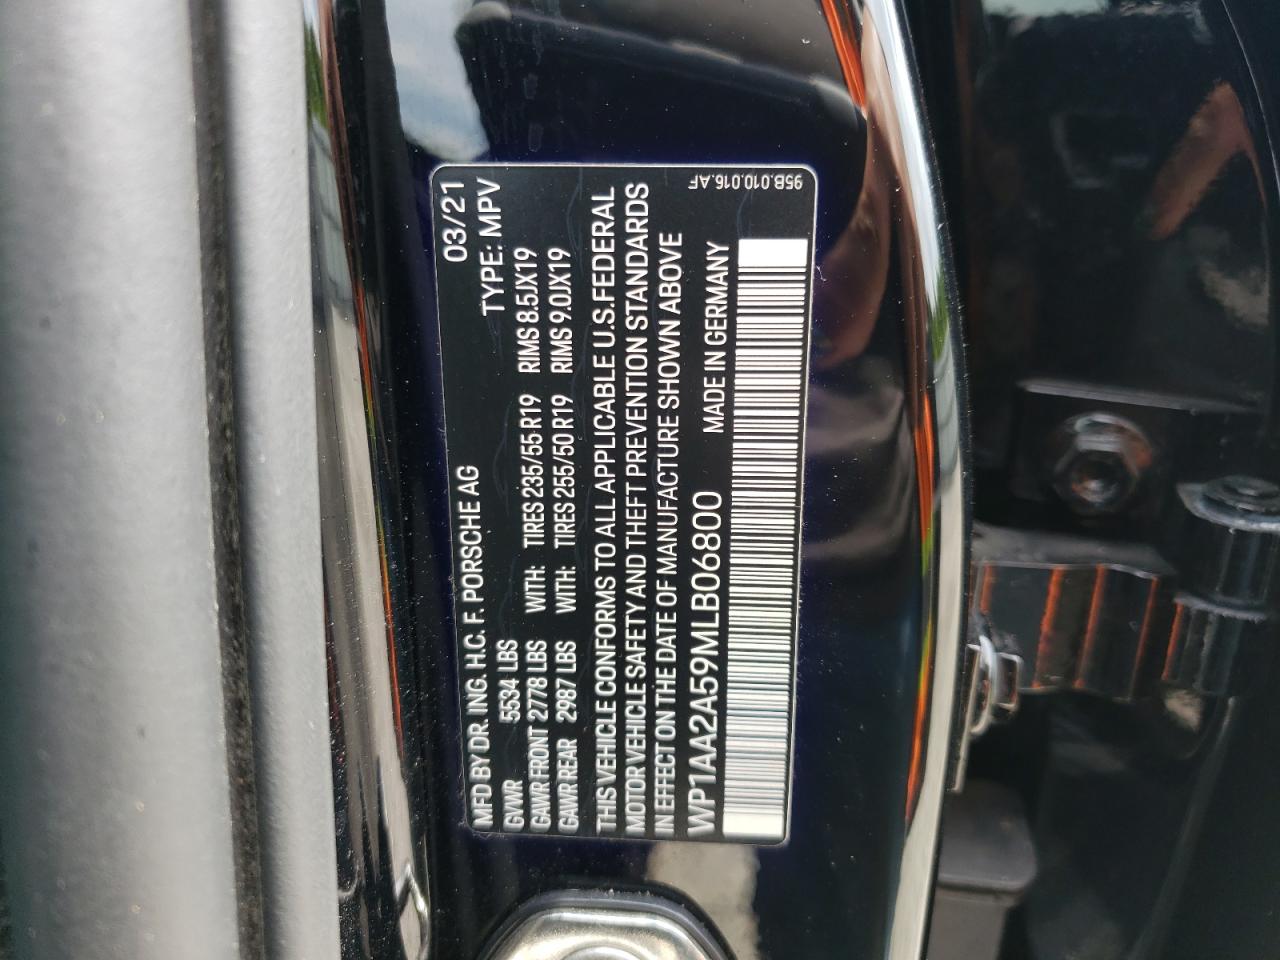 MFD BY DR. ING. H.C. F. PORSCHE AG 03/21
GVWR 5534 LBS TYPE: MPV
GAWR FRONT 2778 LBS WITH: TIRES 235/55 R19 RIMS 8.5JX19
GAWR REAR 2987 LBS WITH: TIRES 255/50 R19 RIMS 9.0JX19
THIS VEHICLE CONFORMS TO ALL APPLICABLE U.S.FEDERAL
MOTOR VEHICLE SAFETY AND THEFT PREVENTION STANDARDS
IN EFFECT ON THE DATE OF MANUFACTURE SHOWN ABOVE
WP1AA2A59MLB06800 MADE IN GERMANY
95B.010.016.AF